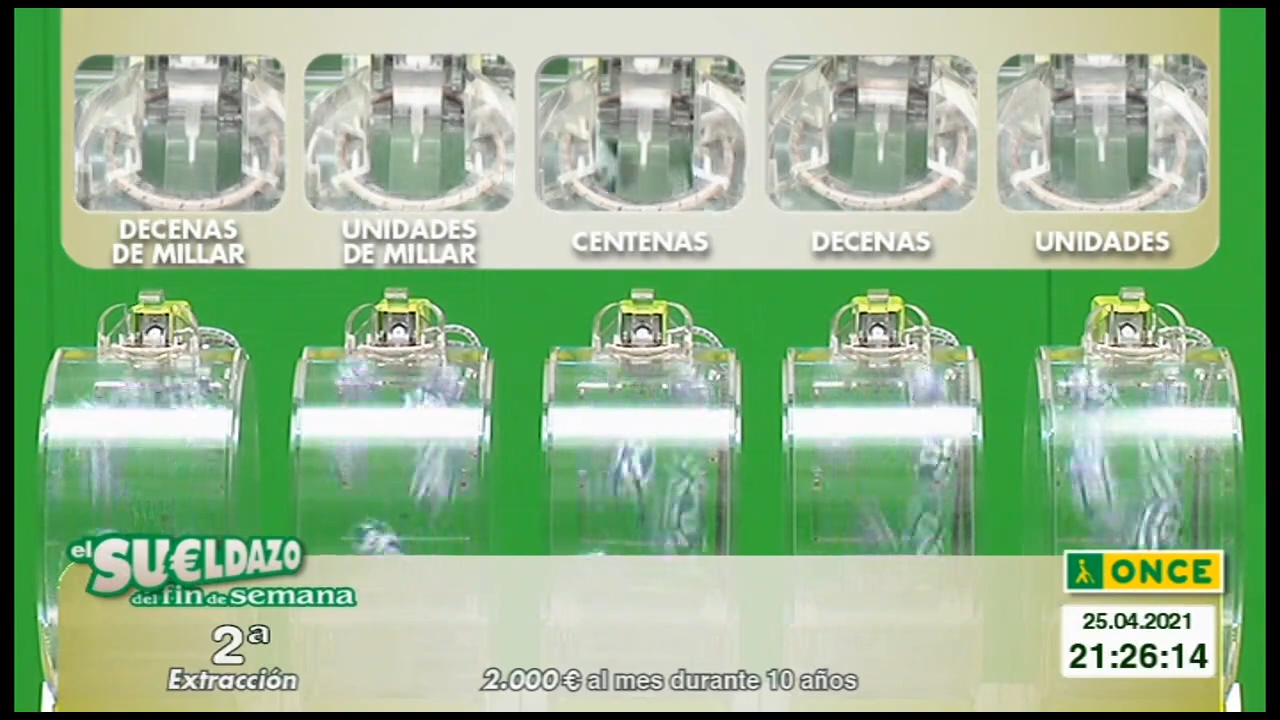 DECENAS
DE MILLAR
UNIDADES
DE MILLAR
CENTENAS
DECENAS
UNIDADES
el SU€LDAZO
del fin de semana
2ª
Extracción
2.000 € al mes durante 10 años
ONCE
25.04.2021
21:26:14